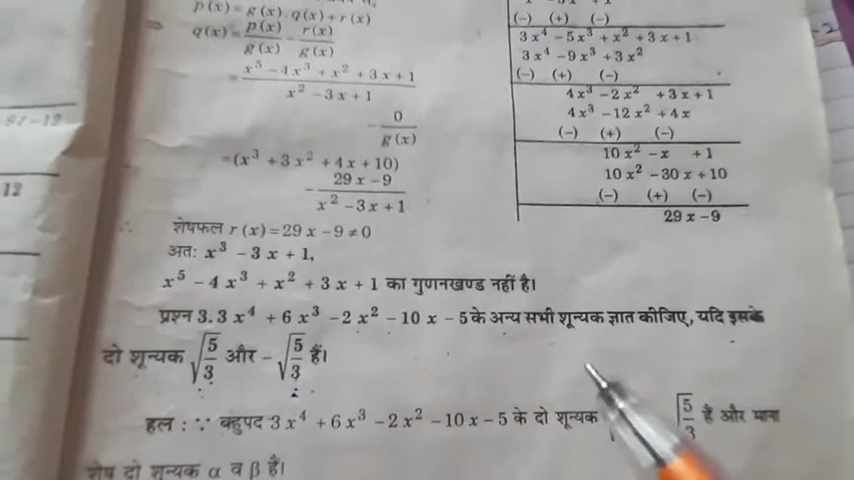 p(x)=g(x).q(x)+r(x)
⇒ q(x)= p(x)/g(x) - r(x)/g(x)
= x⁵ - 4x³ + x² + 3x + 1 / x² - 3x + 1
- 0/g(x)
=(x³ + 3x² + 4x + 10)
- 29x - 9 / x² - 3x + 1
∴ शेषफल r(x)=29x - 9 ≠ 0
अतः x³ - 3x + 1,
x⁵ - 4x³ + x² + 3x + 1 का गुणनखण्ड नहीं है।
(-) (+) (-)
3x⁴ - 5x³ + x² + 3x + 1
3x⁴ - 9x³ + 3x²
(-) (+) (-)
4x³ - 2x² + 3x + 1
4x³ - 12x² + 4x
(-) (+) (-)
10x² - x + 1
10x² - 30x + 10
(-) (+) (-)
29x - 9
प्रश्न 3. 3x⁴ + 6x³ - 2x² - 10x - 5 के अन्य सभी शून्यक ज्ञात कीजिए, यदि इसके
दो शून्यक √5/3 और -√5/3 हैं।
हल : ∵ बहुपद 3x⁴ + 6x³ - 2x² - 10x - 5 के दो शून्यक √5/3 हैं और माना
शेष दो शून्यक α व β हैं।
-12
12